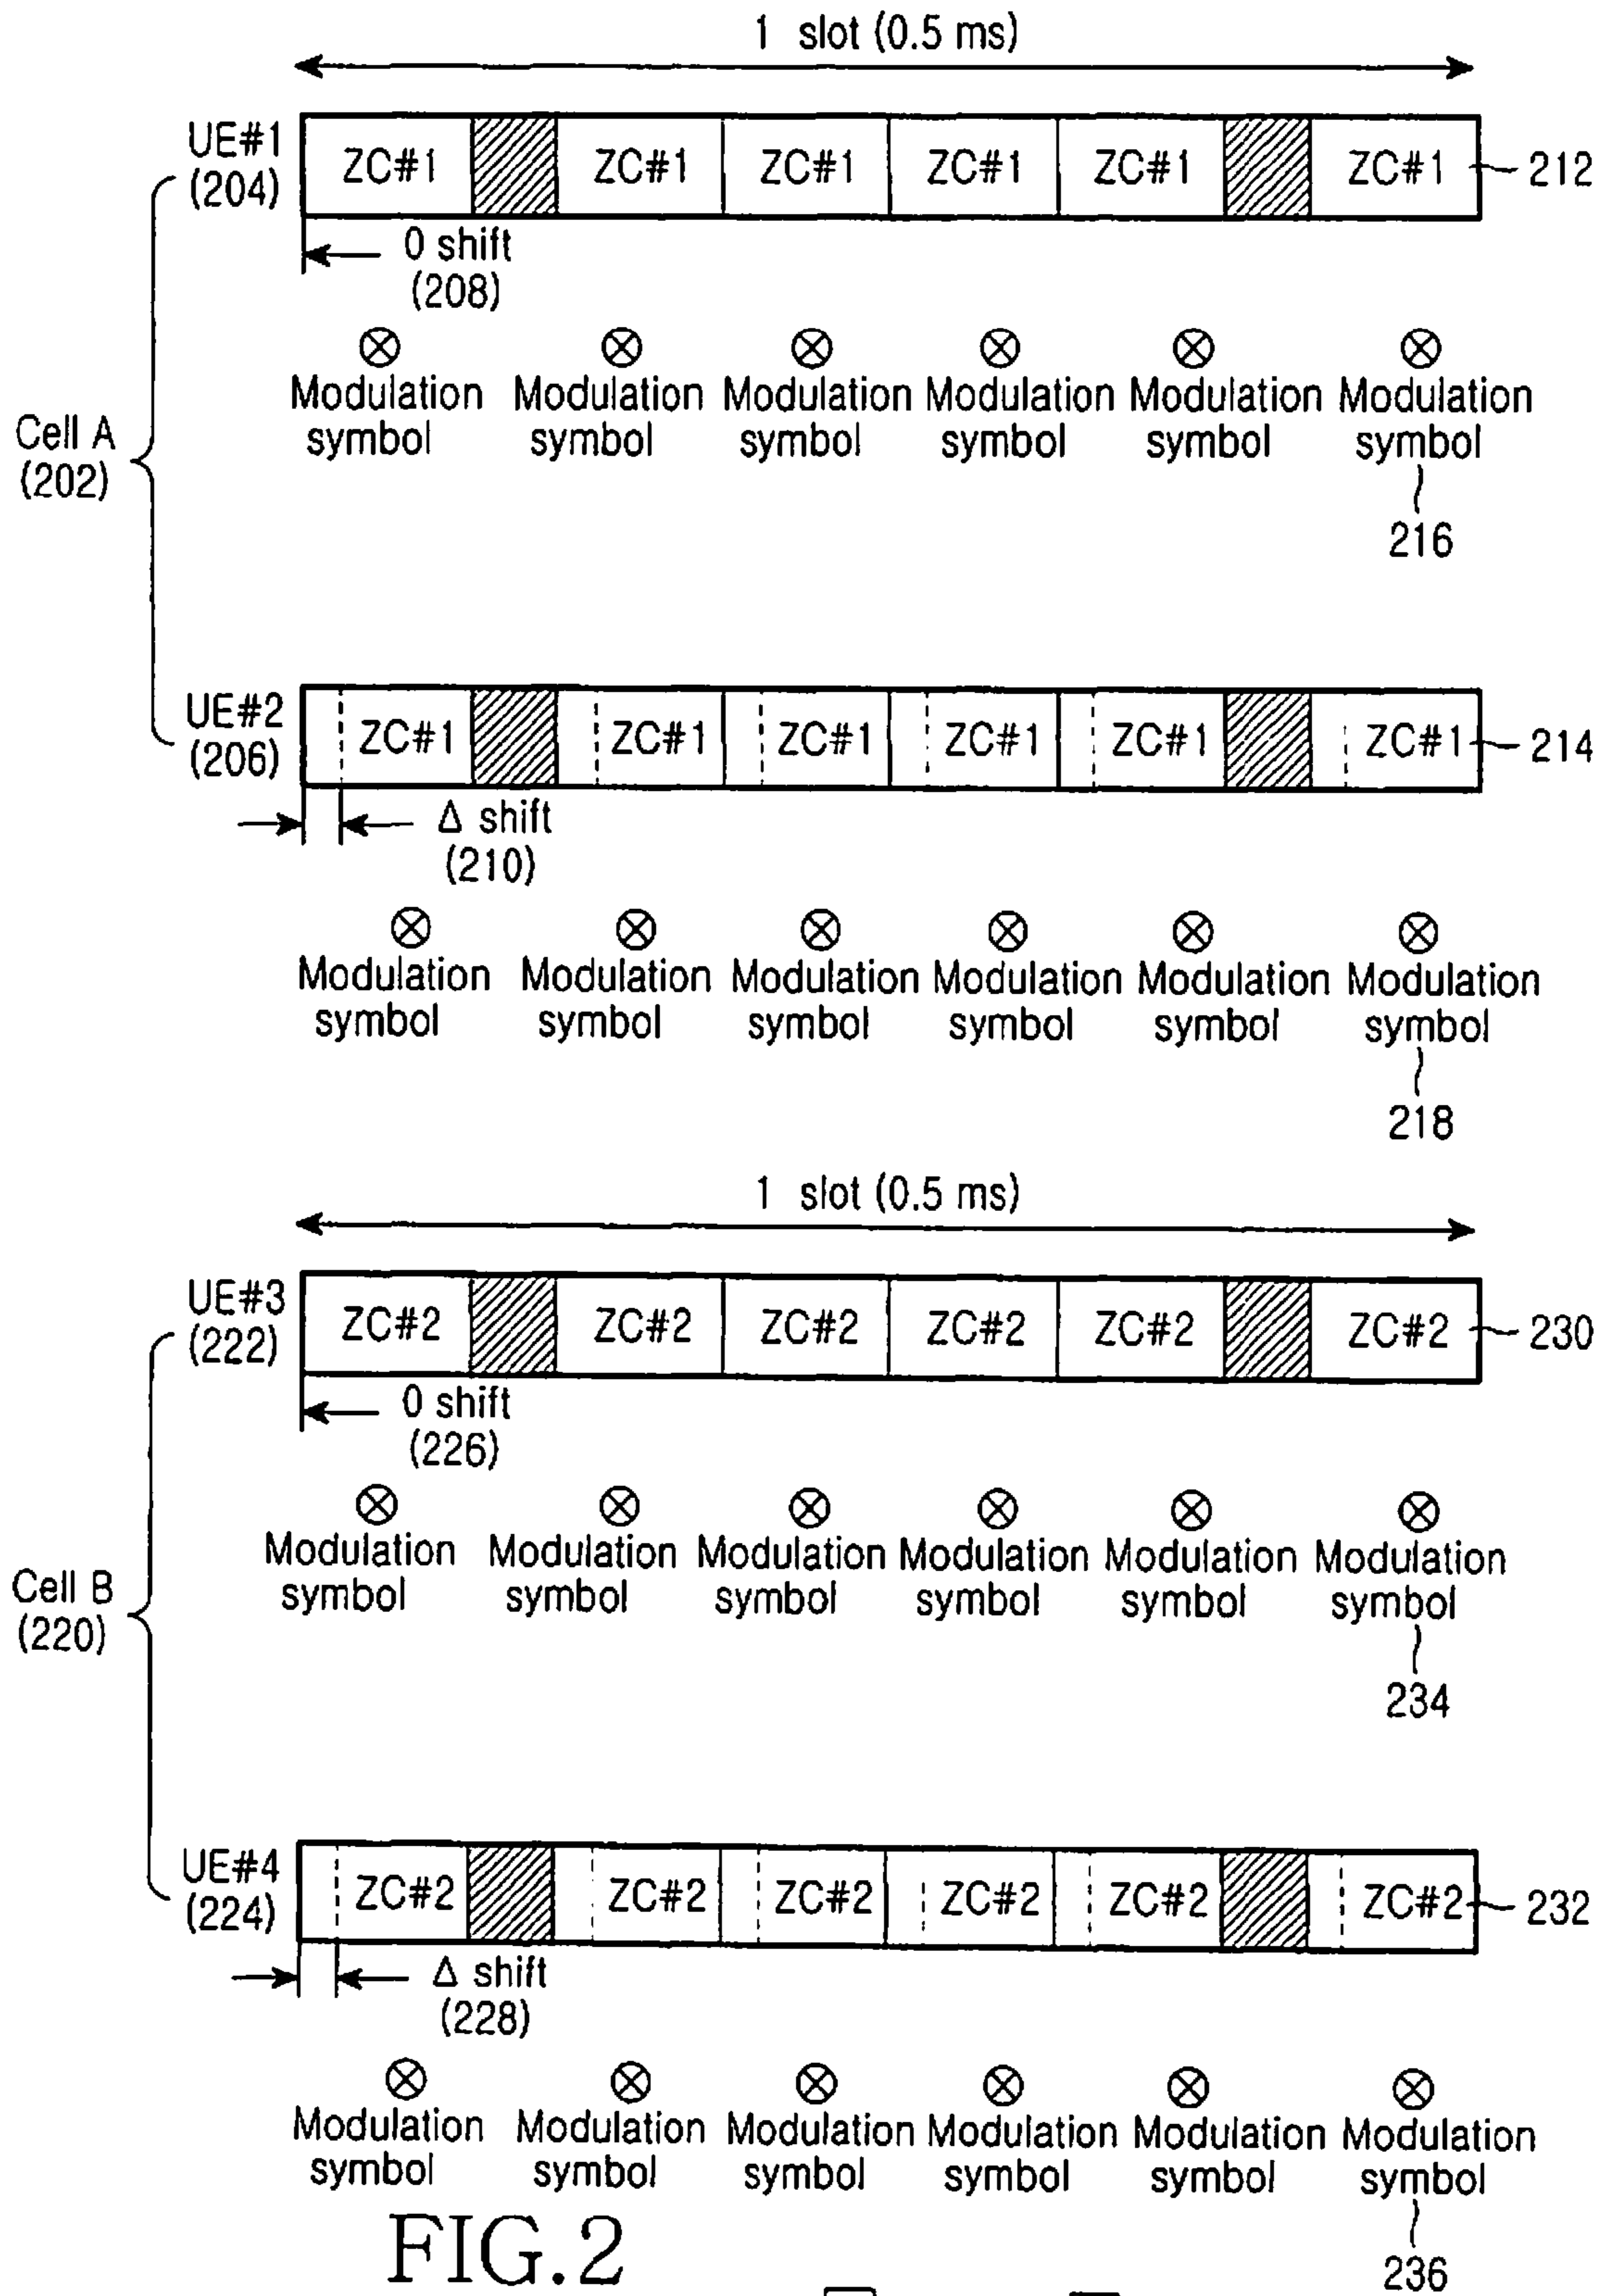 1 slot (0.5 ms)
UE#1
(204)
ZC#1 ZC#1 ZC#1 ZC#1 ZC#1 ZC#1
212
0 shift
(208)
Modulation symbol
Modulation symbol
Modulation symbol
Modulation symbol
Modulation symbol
Modulation symbol
216
Cell A
(202)
UE#2
(206)
ZC#1 ZC#1 ZC#1 ZC#1 ZC#1 ZC#1
214
Δ shift
(210)
Modulation symbol
Modulation symbol
Modulation symbol
Modulation symbol
Modulation symbol
Modulation symbol
218
1 slot (0.5 ms)
UE#3
(222)
ZC#2 ZC#2 ZC#2 ZC#2 ZC#2 ZC#2
230
0 shift
(226)
Modulation symbol
Modulation symbol
Modulation symbol
Modulation symbol
Modulation symbol
Modulation symbol
234
Cell B
(220)
UE#4
(224)
ZC#2 ZC#2 ZC#2 ZC#2 ZC#2 ZC#2
232
Δ shift
(228)
Modulation symbol
Modulation symbol
Modulation symbol
Modulation symbol
Modulation symbol
Modulation symbol
236
FIG.2